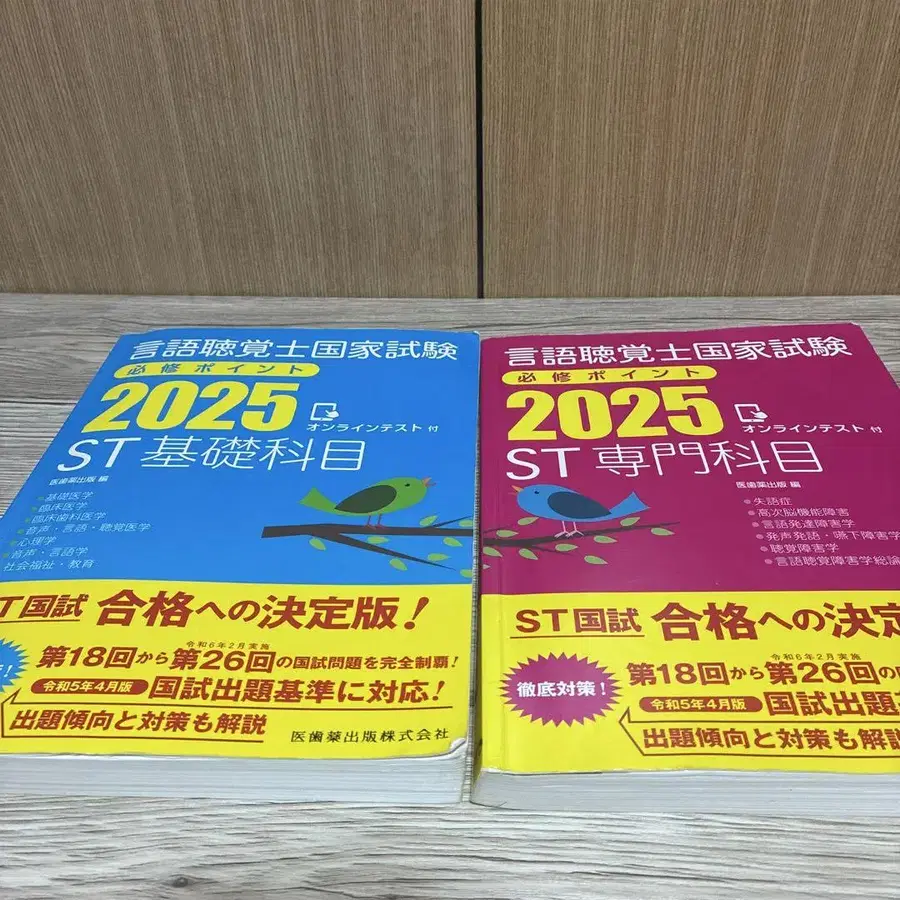 言語聴覚士国家試験
必修ポイント
2025
オンラインテスト付
ST 基礎科目
医歯薬出版 編
●基礎医学
●臨床医学
●臨床歯科医学
●音声・言語・聴覚医学
●心理学
●音声・言語学
社会福祉・教育
T国試 合格への決定版!
令和6年2月実施
第18回から第26回の国試問題を完全制覇!
令和5年4月版 国試出題基準に対応!
出題傾向と対策も解説
医歯薬出版株式会社
言語聴覚士国家試験
必修ポイント
2025
オンラインテスト付
ST 専門科目
医歯薬出版 編
●失語症
●高次脳機能障害
●言語発達障害学
●発声発語・嚥下障害学
●聴覚障害学
●言語聴覚障害学総論
ST国試 合格への決定
徹底対策!
令和6年2月実施
第18回から第26回の
令和5年4月版 国試出題
出題傾向と対策も解説